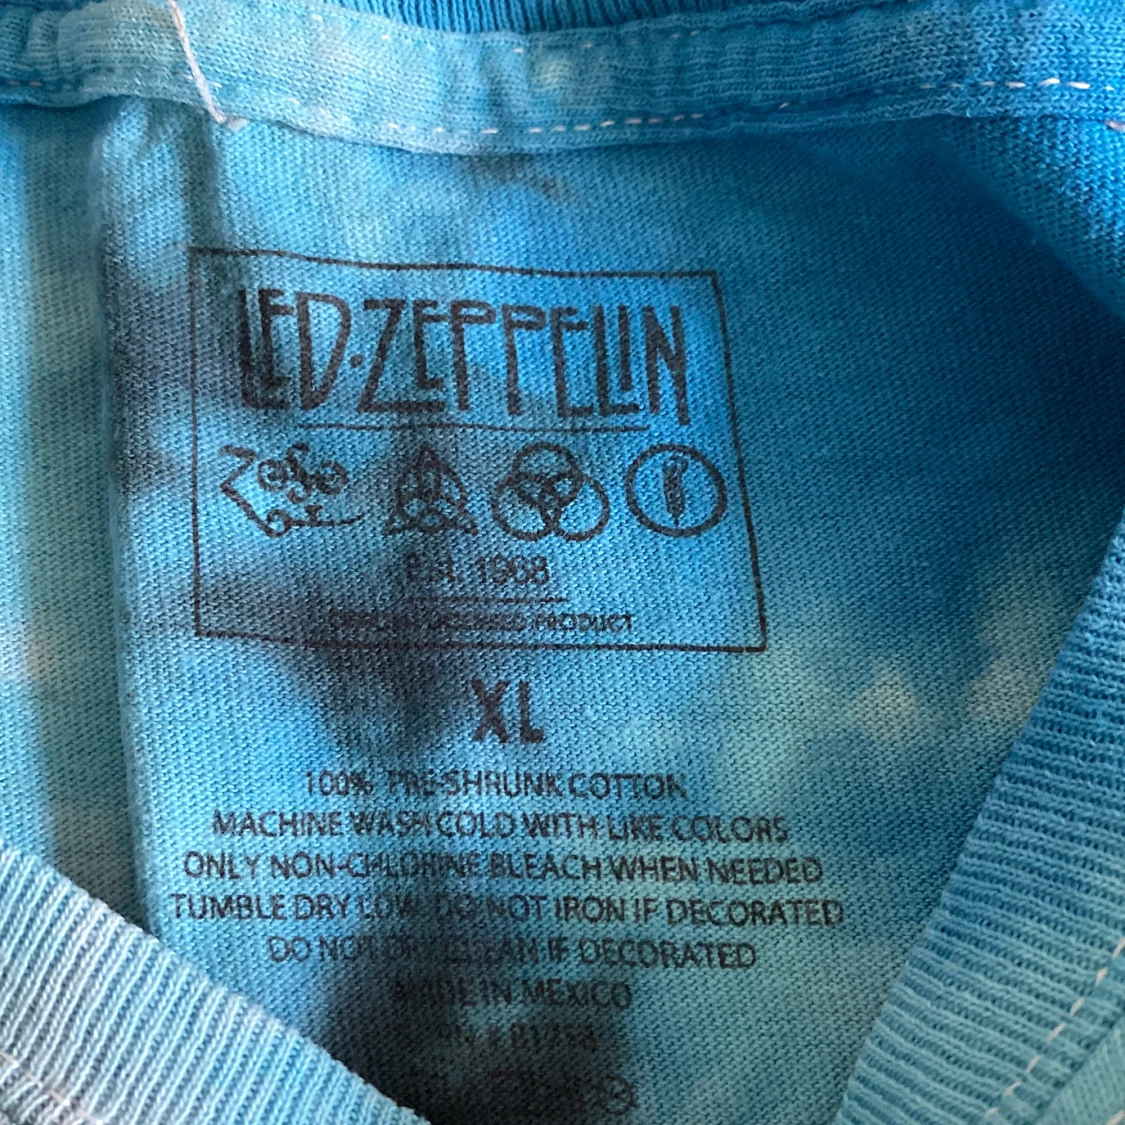 LED·ZEPPELIN
Est. 1968
OFFICIAL LICENSED PRODUCT
XL
100% PRE-SHRUNK COTTON
MACHINE WASH COLD WITH LIKE COLORS
ONLY NON-CHLORINE BLEACH WHEN NEEDED
TUMBLE DRY LOW. DO NOT IRON IF DECORATED
DO NOT DRY CLEAN IF DECORATED
MADE IN MEXICO